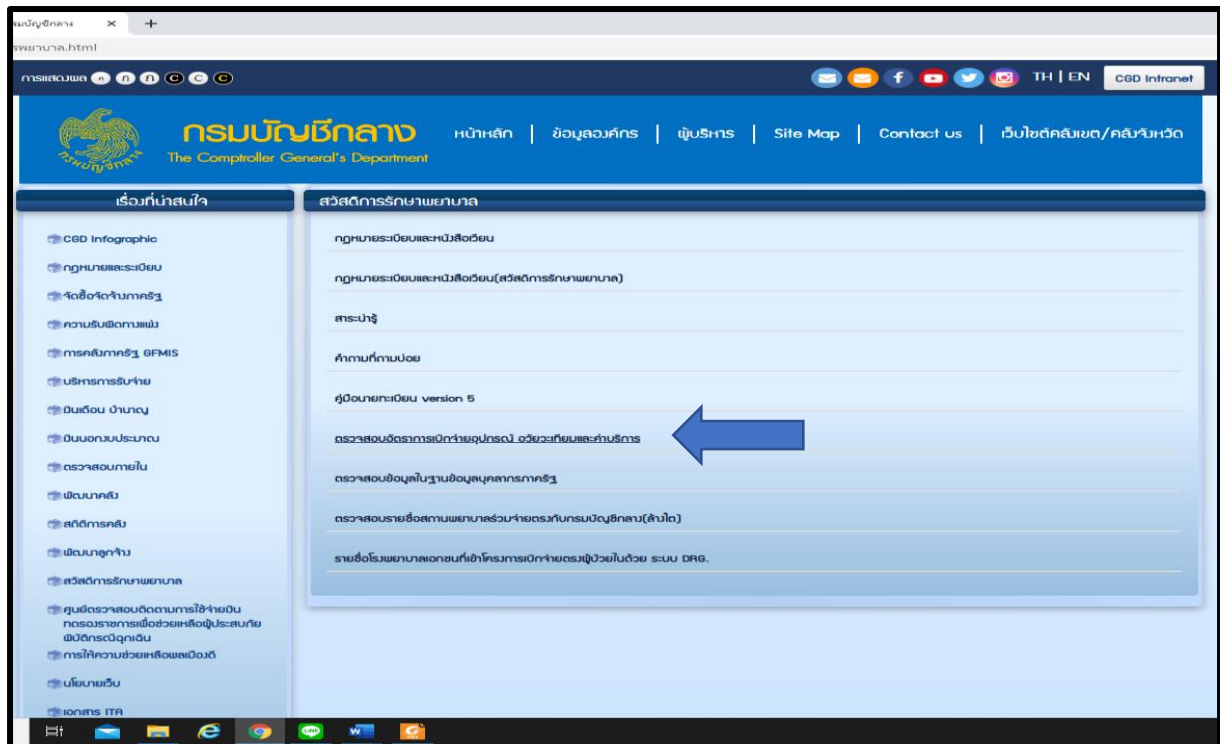 รมบัญชีกลาง
รพยาบาล.html
การแสดงผล ก ก ก C C C
TH | EN CGD Intranet
กรมบัญชีกลาง
The Comptroller General's Department
กรมบัญชีกลาง
หน้าหลัก | ข้อมูลองค์กร | ผู้บริหาร | Site Map | Contact us | เว็บไซต์คลังเขต/คลังจังหวัด
เรื่องที่น่าสนใจ
CGD Infographic
กฎหมายและระเบียบ
จัดซื้อจัดจ้างภาครัฐ
ความรับผิดทางแพ่ง
การคลังภาครัฐ GFMIS
บริหารการรับจ่าย
เงินเดือน บำนาญ
เงินนอกงบประมาณ
ตรวจสอบภายใน
พัฒนาคลัง
สถิติการคลัง
พัฒนาลูกจ้าง
สวัสดิการรักษาพยาบาล
ศูนย์ตรวจสอบติดตามการใช้จ่ายเงิน
ทดรองราชการเพื่อช่วยเหลือผู้ประสบภัย
พิบัติกรณีฉุกเฉิน
การให้ความช่วยเหลือพลเมืองดี
นโยบายเว็บ
เอกสาร ITA
สวัสดิการรักษาพยาบาล
กฎหมายระเบียบและหนังสือเวียน
กฎหมายระเบียบและหนังสือเวียน(สวัสดิการรักษาพยาบาล)
สาระน่ารู้
คำถามที่ถามบ่อย
คู่มือนายทะเบียน version 5
ตรวจสอบอัตราการเบิกจ่ายอุปกรณ์ อวัยวะเทียมและค่าบริการ
ตรวจสอบข้อมูลในฐานข้อมูลบุคลากรภาครัฐ
ตรวจสอบรายชื่อสถานพยาบาลร่วมจ่ายตรงกับกรมบัญชีกลาง(ล้างไต)
รายชื่อโรงพยาบาลเอกชนที่เข้าโครงการเบิกจ่ายตรงผู้ป่วยในด้วย ระบบ DRG.